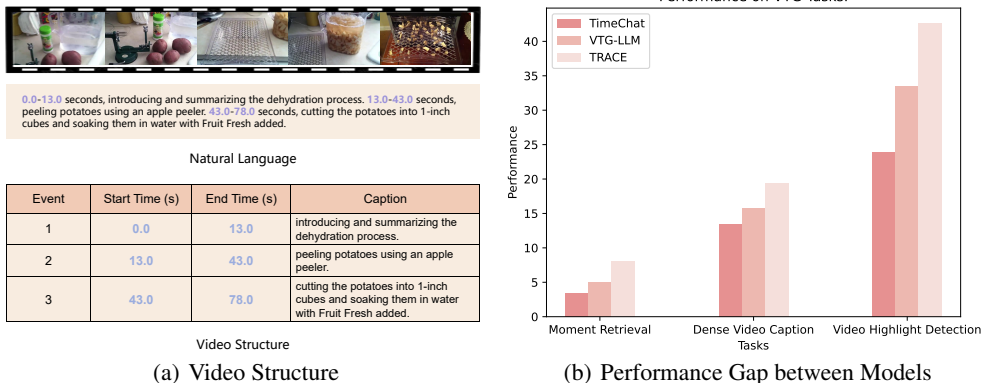 0.0-13.0 seconds, introducing and summarizing the dehydration process. 13.0-43.0 seconds,
peeling potatoes using an apple peeler. 43.0-78.0 seconds, cutting the potatoes into 1-inch
cubes and soaking them in water with Fruit Fresh added.
Natural Language
Event Start Time (s) End Time (s) Caption
1 0.0 13.0 introducing and summarizing the
dehydration process.
2 13.0 43.0 peeling potatoes using an apple
peeler.
3 43.0 78.0 cutting the potatoes into 1-inch
cubes and soaking them in water
with Fruit Fresh added.
Video Structure
(a) Video Structure
Performance on VTG Tasks.
TimeChat
VTG-LLM
TRACE
Performance
40
35
30
25
20
15
10
5
0
Moment Retrieval Dense Video Caption Video Highlight Detection
Tasks
(b) Performance Gap between Models